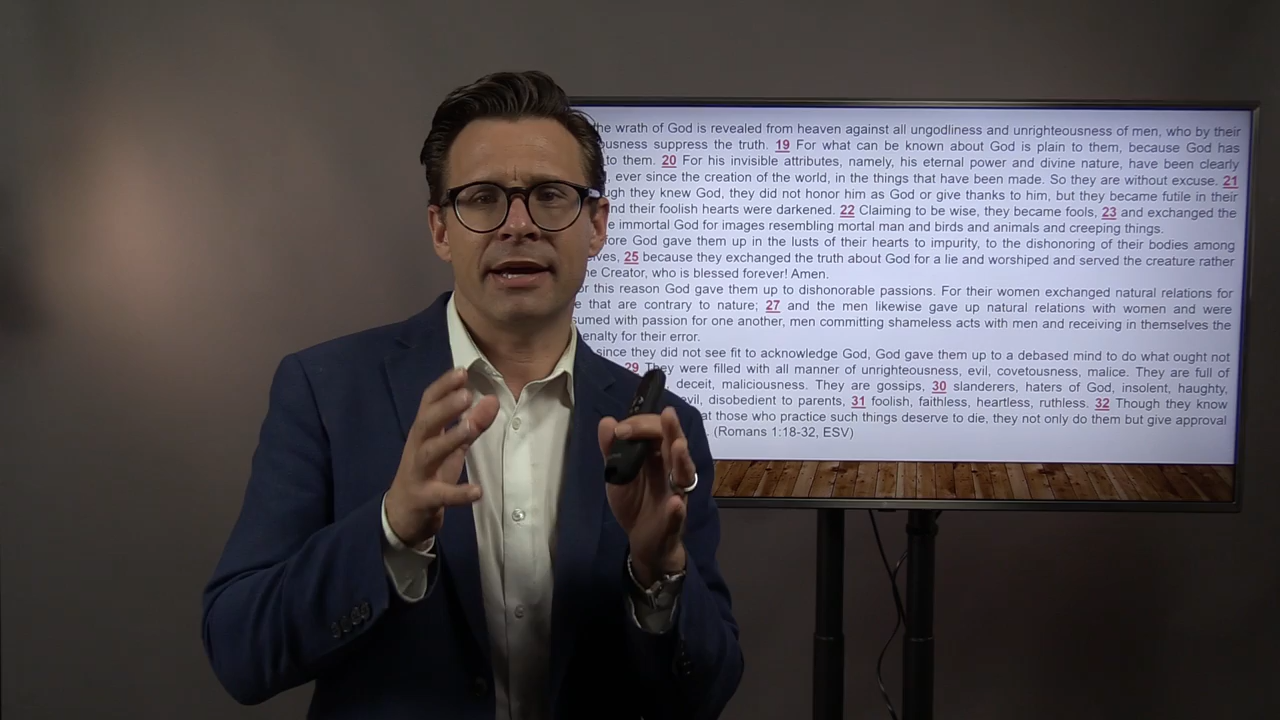 the wrath of God is revealed from heaven against all ungodliness and unrighteousness of men, who by their
ousness suppress the truth. 19 For what can be known about God is plain to them, because God has
to them. 20 For his invisible attributes, namely, his eternal power and divine nature, have been clearly
, ever since the creation of the world, in the things that have been made. So they are without excuse. 21
ugh they knew God, they did not honor him as God or give thanks to him, but they became futile in their
and their foolish hearts were darkened. 22 Claiming to be wise, they became fools, 23 and exchanged the
e immortal God for images resembling mortal man and birds and animals and creeping things.
ore God gave them up in the lusts of their hearts to impurity, to the dishonoring of their bodies among
lves, 25 because they exchanged the truth about God for a lie and worshiped and served the creature rather
he Creator, who is blessed forever! Amen.
or this reason God gave them up to dishonorable passions. For their women exchanged natural relations for
e that are contrary to nature; 27 and the men likewise gave up natural relations with women and were
sumed with passion for one another, men committing shameless acts with men and receiving in themselves the
enalty for their error.
since they did not see fit to acknowledge God, God gave them up to a debased mind to do what ought not
29 They were filled with all manner of unrighteousness, evil, covetousness, malice. They are full of
, deceit, maliciousness. They are gossips, 30 slanderers, haters of God, insolent, haughty,
evil, disobedient to parents, 31 foolish, faithless, heartless, ruthless. 32 Though they know
at those who practice such things deserve to die, they not only do them but give approval
. (Romans 1:18-32, ESV)